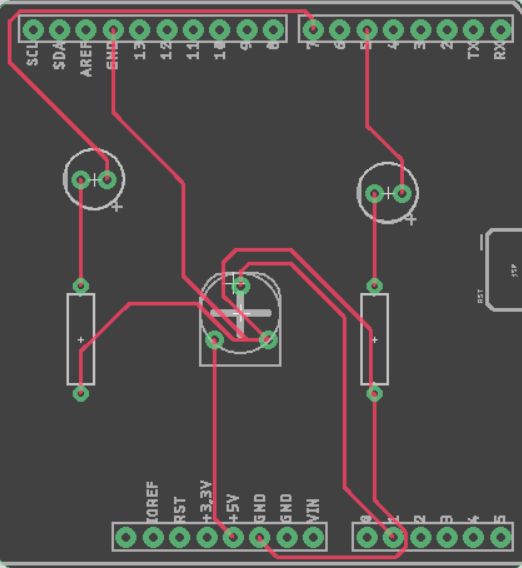 SCL
SDA
AREF
GND
13
12
11
10
9
8
7
6
5
4
3
2
TX
RX
+
+
RST
IOREF
RST
+3,3V
+5V
GND
GND
VIN
0
1
2
3
4
5